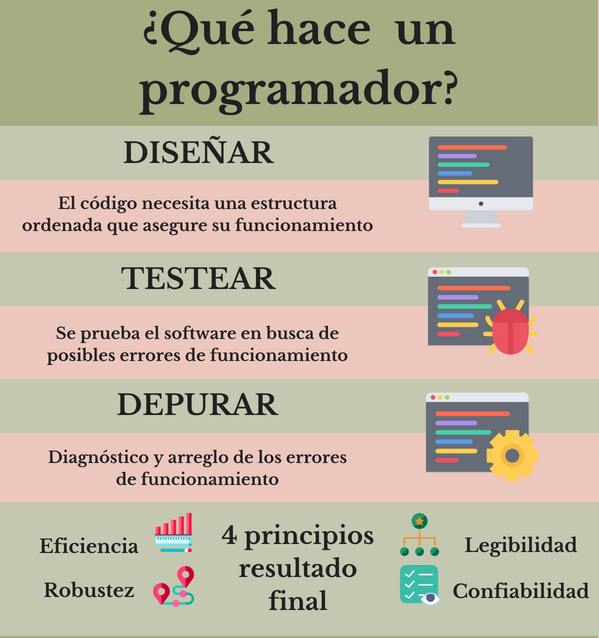 ¿Qué hace un
programador?
DISEÑAR
El código necesita una estructura
ordenada que asegure su funcionamiento
TESTEAR
Se prueba el software en busca de
posibles errores de funcionamiento
DEPURAR
Diagnóstico y arreglo de los errores
de funcionamiento
Eficiencia
Robustez
4 principios
resultado
final
Legibilidad
Confiabilidad